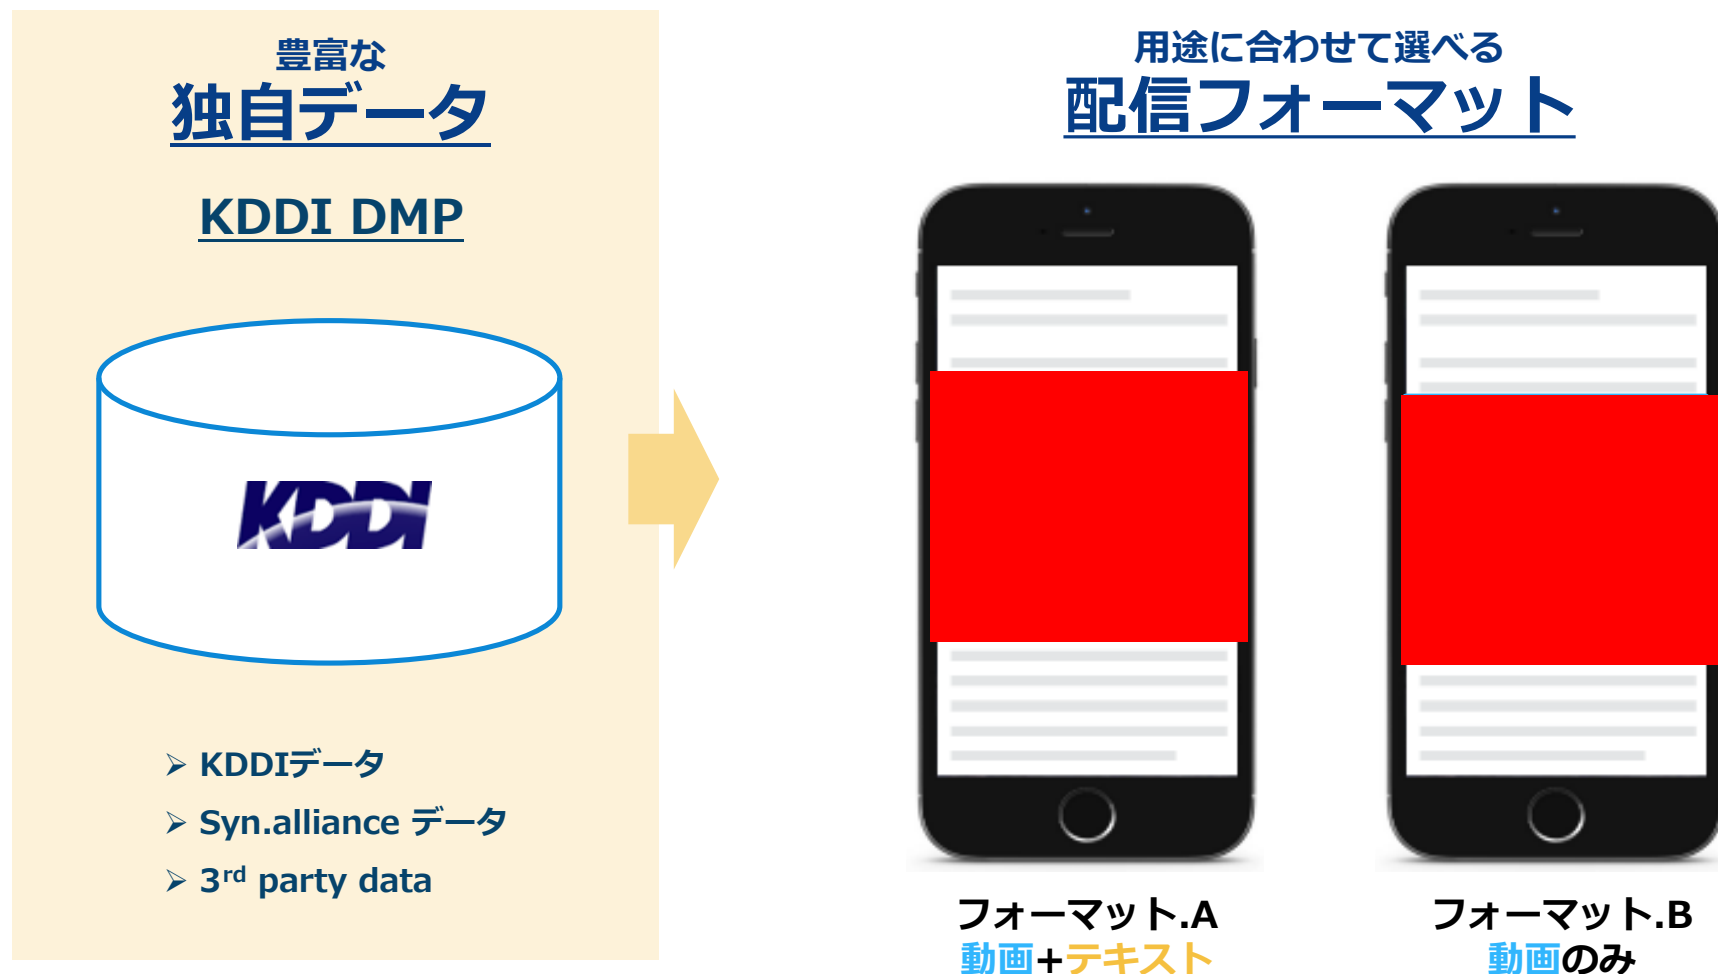 豊富な
独自データ
KDDI DMP
KDDI
➢ KDDIデータ
➢ Syn.alliance データ
➢ 3rd party data
用途に合わせて選べる
配信フォーマット
フォーマット.A
動画+テキスト
フォーマット.B
動画のみ